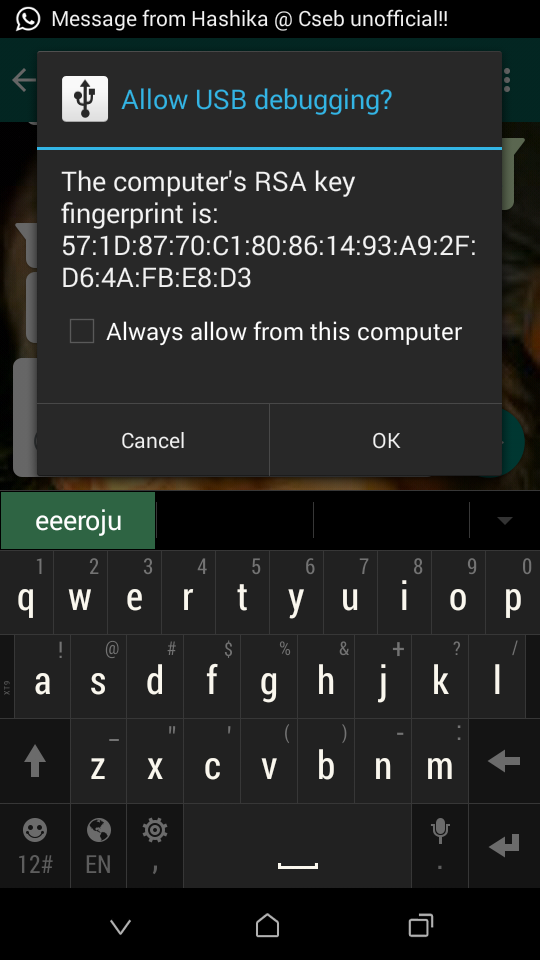 Message from Hashika @ Cseb unofficial!!
Allow USB debugging?
The computer's RSA key
fingerprint is:
57:1D:87:70:C1:80:86:14:93:A9:2F:
D6:4A:FB:E8:D3
Always allow from this computer
Cancel OK
eeeroju
1 2 3 4 5 6 7 8 9 0
q w e r t y u i o p
! @ # $ % & + ? /
a s d f g h j k l
XT9
_ " ' ( ) - :
z x c v b n m
12# EN , .